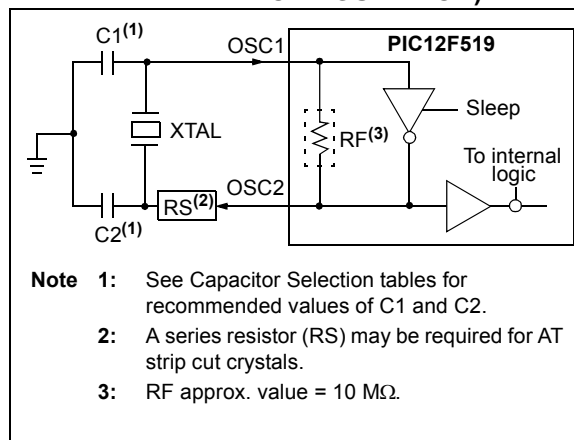 C1(1)
OSC1
PIC12F519
Sleep
XTAL
RF(3)
To internal
logic
OSC2
RS(2)
C2(1)
Note 1: See Capacitor Selection tables for
recommended values of C1 and C2.
2: A series resistor (RS) may be required for AT
strip cut crystals.
3: RF approx. value = 10 MΩ.